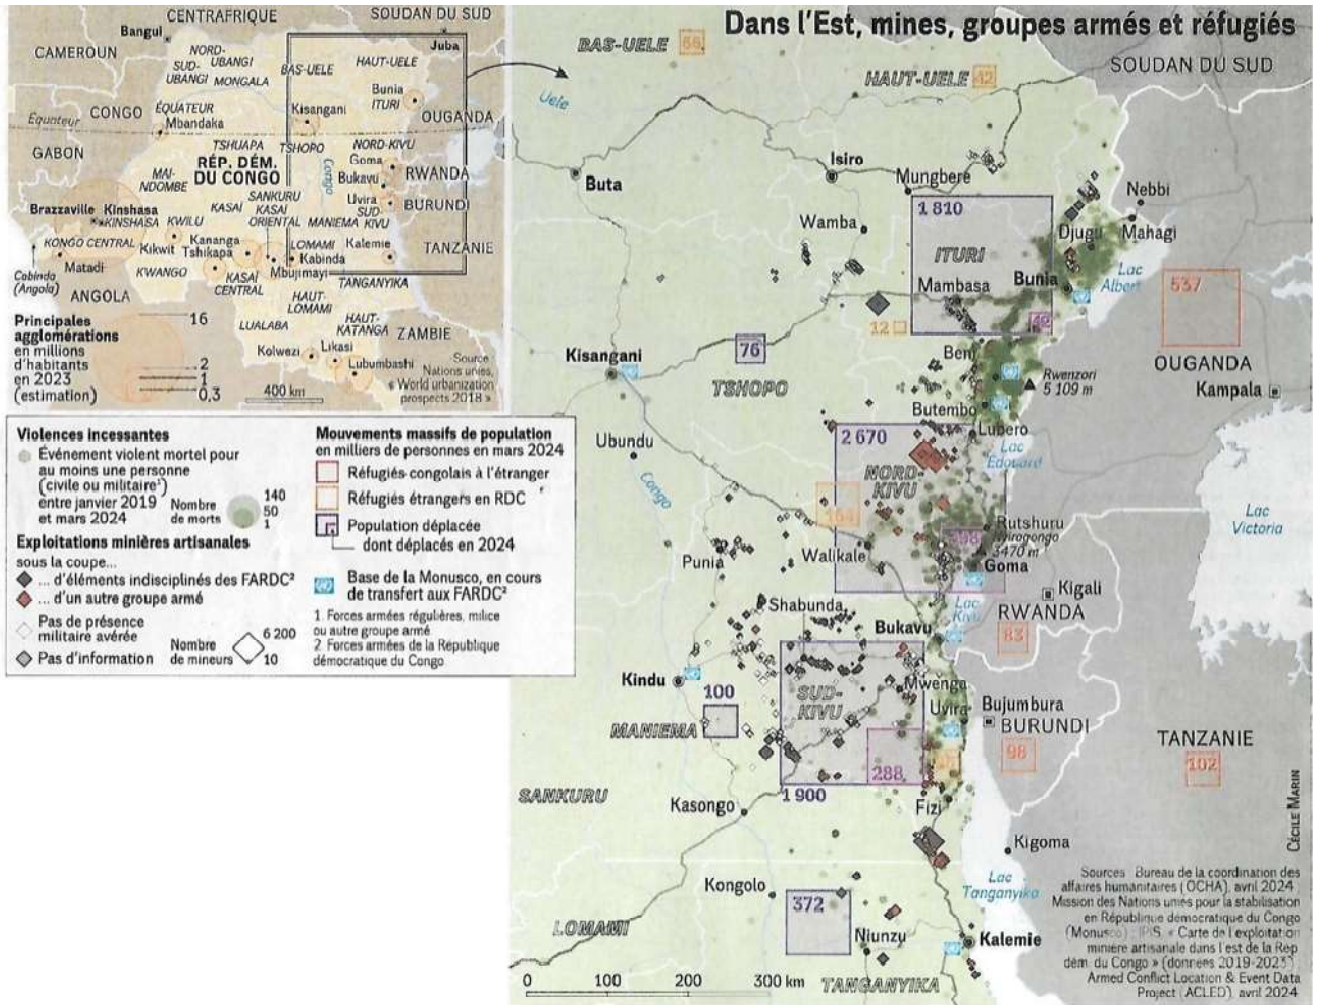 Dans l'Est, mines, groupes armés et réfugiés
CENTRAFRIQUE
SOUDAN DU SUD
Bangui
Juba
CAMEROUN
NORD-
UBANGI
SUD-
UBANGI
MONGALA
BAS-UELE
HAUT-UELE
Bunia
ITURI
CONGO
ÉQUATEUR
Mbandaka
Kisangani
OUGANDA
Équateur
GABON
TSHUAPA
TSHOPO
NORD-KIVU
RÉP. DÉM.
DU CONGO
Goma
RWANDA
MAI-
NDOMBE
Congo
Bukavu
SANKURU
Uvira
BURUNDI
Brazzaville
Kinshasa
KINSHASA
KASAÏ
KASAÏ
ORIENTAL
MANIEMA
SUD-
KIVU
KWILU
KONGO CENTRAL
Kikwit
Kananga
Tshikapa
LOMAMI
Kabinda
Kalemie
TANZANIE
Matadi
KWANGO
KASAÏ
CENTRAL
Mbujimayi
TANGANYIKA
Cabinda
(Angola)
ANGOLA
HAUT-
LOMAMI
LUALABA
HAUT-
KATANGA
ZAMBIE
Kolwezi
Likasi
Lubumbashi
Principales
agglomérations
en millions
d'habitants
en 2023
(estimation)
16
2
1
0,3
400 km
Source :
Nations unies,
« World urbanization
prospects 2018 »
Violences incessantes
Événement violent mortel pour
au moins une personne
(civile ou militaire¹)
entre janvier 2019
et mars 2024
Nombre
de morts
140
50
1
Exploitations minières artisanales
sous la coupe...
... d'éléments indisciplinés des FARDC²
... d'un autre groupe armé
Pas de présence
militaire avérée
Pas d'information
Nombre
de mineurs
6 200
10
Mouvements massifs de population
en milliers de personnes en mars 2024
Réfugiés congolais à l'étranger
Réfugiés étrangers en RDC
Population déplacée
dont déplacés en 2024
Base de la Monusco, en cours
de transfert aux FARDC²
1. Forces armées régulières, milice
ou autre groupe armé
2 Forces armées de la République
démocratique du Congo
BAS-UELE
HAUT-UELE
42
SOUDAN DU SUD
Uele
Isiro
Buta
Mungbere
Nebbi
1 810
Wamba
Djugu
Mahagi
ITURI
Mambasa
Bunia
Lac
Albert
537
12
76
Beni
Kisangani
TSHOPO
Rwenzori
5 109 m
OUGANDA
Kampala
Butembo
Lubero
2 670
Ubundu
Lac
Édouard
NORD-
KIVU
Congo
Lac
Victoria
Rutshuru
Nyiragongo
3470 m
Punia
Walikale
Goma
Kigali
Shabunda
Lac
Kivu
RWANDA
Bukavu
83
Kindu
Mwenga
100
SUD-
KIVU
Uvira
Bujumbura
MANIEMA
BURUNDI
98
TANZANIE
102
288
1 900
SANKURU
Kasongo
Fizi
Kigoma
Kongolo
Lac
Tanganyika
372
LOMAMI
Niunzu
Kalemie
TANGANYIKA
0 100 200 300 km
CÉCILE MARIN
Sources : Bureau de la coordination des
affaires humanitaires (OCHA), avril 2024 ;
Mission des Nations unies pour la stabilisation
en République démocratique du Congo
(Monusco) ; IPIS, « Carte de l'exploitation
minière artisanale dans l'est de la Rép.
dém. du Congo » (données 2019-2023) ;
Armed Conflict Location & Event Data
Project (ACLED), avril 2024.